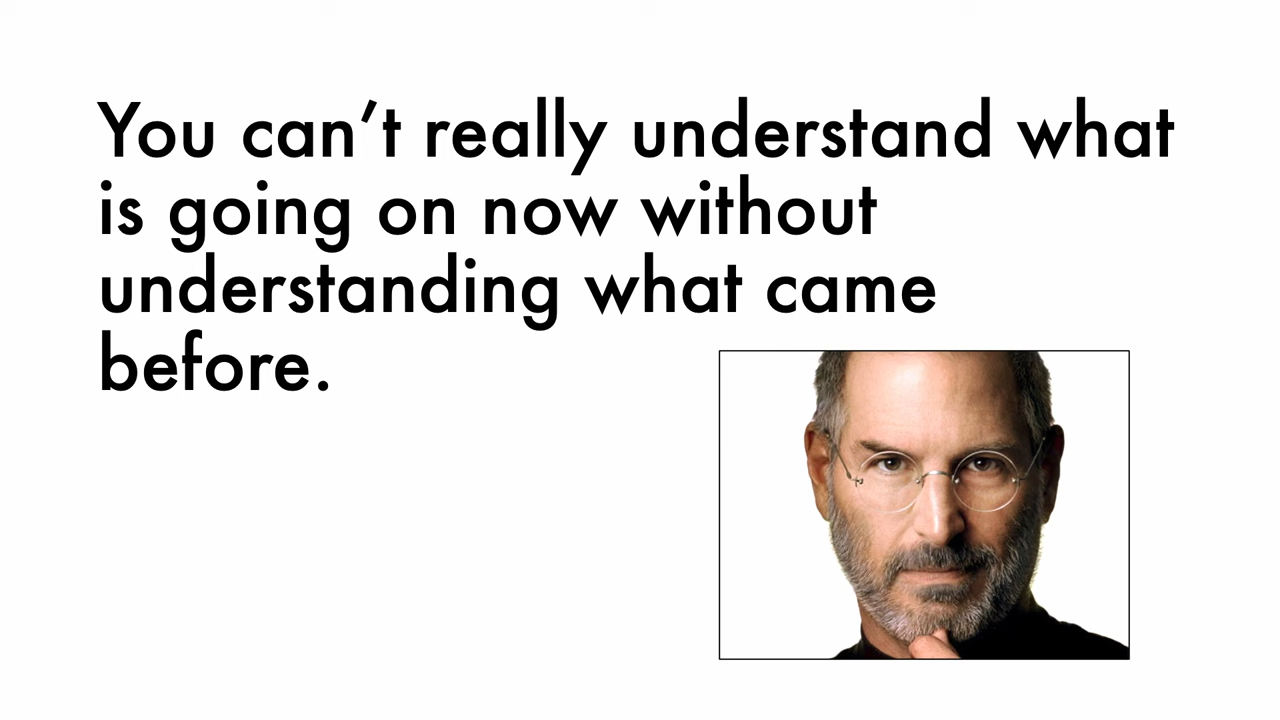 You can’t really understand what
is going on now without
understanding what came
before.